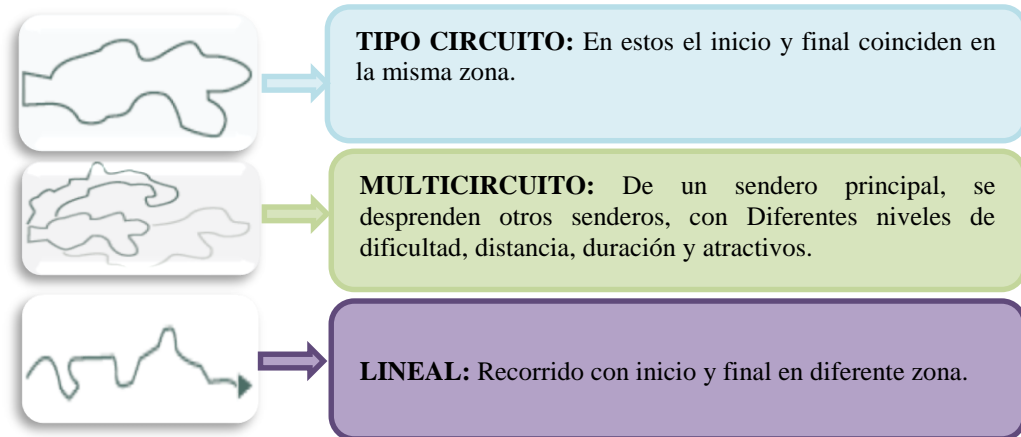 TIPO CIRCUITO: En estos el inicio y final coinciden en
la misma zona.
MULTICIRCUITO: De un sendero principal, se
desprenden otros senderos, con Diferentes niveles de
dificultad, distancia, duración y atractivos.
LINEAL: Recorrido con inicio y final en diferente zona.